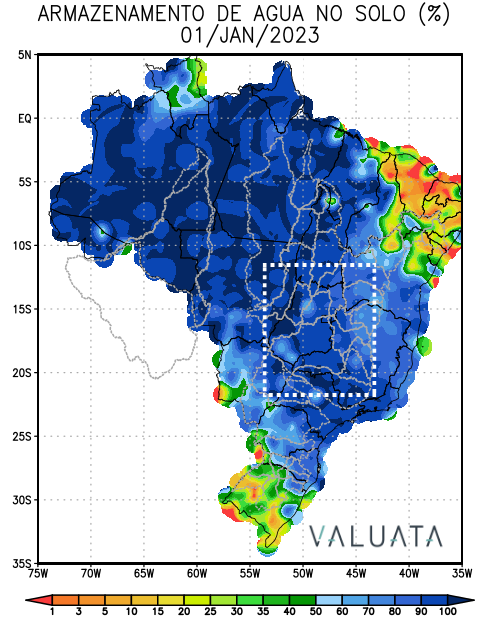 ARMAZENAMENTO DE AGUA NO SOLO (%)
01/JAN/2023
5N
EQ
5S
10S
15S
20S
25S
30S
35S
VALUATA
75W 70W 65W 60W 55W 50W 45W 40W 35W
1 3 5 10 15 20 25 30 35 40 50 60 70 80 90 100